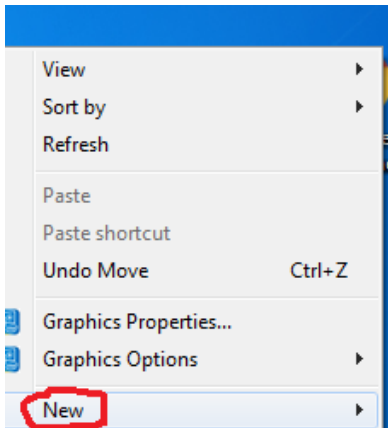 View
Sort by
Refresh
Paste
Paste shortcut
Undo Move Ctrl+Z
Graphics Properties...
Graphics Options
New